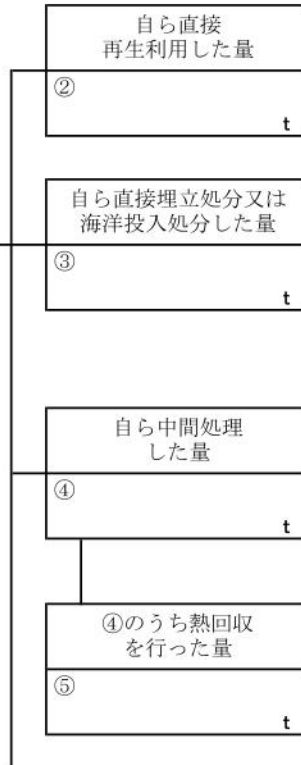 自ら直接
再生利用した量
②
t
自ら直接埋立処分又は
海洋投入処分した量
③
t
自ら中間処理
した量
④
t
④のうち熱回収
を行った量
⑤
t